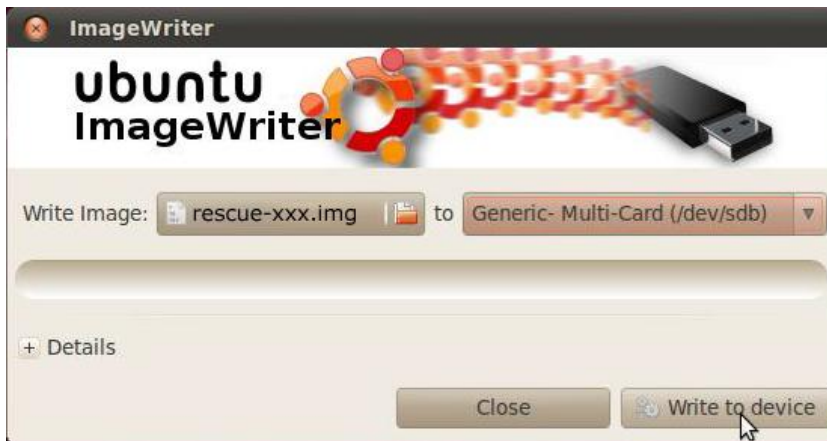 ImageWriter
ubuntu
ImageWriter
Write Image: rescue-xxx.img to Generic- Multi-Card (/dev/sdb)
+ Details
Close Write to device